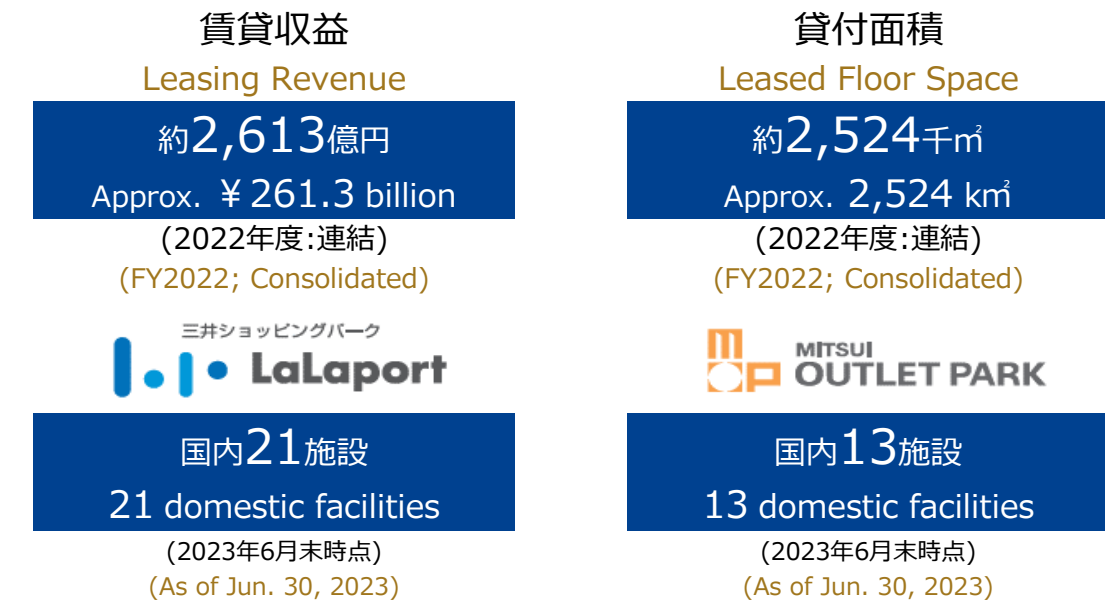 賃貸収益
Leasing Revenue
約2,613億円
Approx. ¥261.3 billion
(2022年度:連結)
(FY2022; Consolidated)
三井ショッピングパーク
LaLaport
国内21施設
21 domestic facilities
(2023年6月末時点)
(As of Jun. 30, 2023)
貸付面積
Leased Floor Space
約2,524千㎡
Approx. 2,524 k㎡
(2022年度:連結)
(FY2022; Consolidated)
MITSUI
OUTLET PARK
国内13施設
13 domestic facilities
(2023年6月末時点)
(As of Jun. 30, 2023)